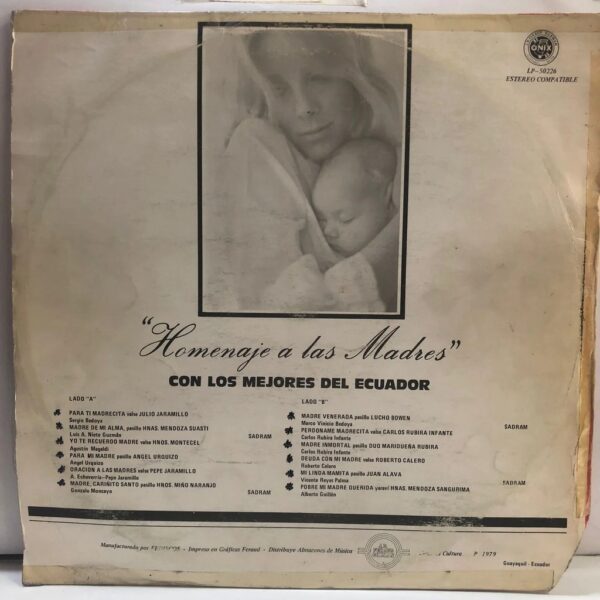 ONIX
LP-50226
ESTEREO COMPATIBLE
"Homenaje a las Madres"
CON LOS MEJORES DEL ECUADOR
LADO "A"
PARA TI MADRECITA valse JULIO JARAMILLO
Sergio Bedoya
MADRE DE MI ALMA, pasillo HNAS. MENDOZA SUASTI
Luis A. Nieto Guzmán SADRAM
YO TE RECUERDO MADRE valse HNOS. MONTECEL
Agustín Magaldi
PARA MI MADRE pasillo ANGEL URQUIZO
Angel Urquizo
ORACION A LAS MADRES vals PEPE JARAMILLO
A. Echeverría-Pepe Jaramillo
MADRE, CARIÑITO SANTO pasillo HNOS. MIÑO NARANJO
Gonzalo Moncayo SADRAM
LADO "B"
MADRE VENERADA pasillo LUCHO BOWEN
Marco Vinicio Bedoya SADRAM
PERDONAME MADRECITA vals CARLOS RUBIRA INFANTE
Carlos Rubira Infante
MADRE INMORTAL pasillo DUO MARIDUEÑA RUBIRA
Carlos Rubira Infante
DEUDA CON MI MADRE vals ROBERTO CALERO
Roberto Calero
MI LINDA MAMITA pasillo JUAN ALAVA
Vicente Reyes Palma SADRAM
POBRE MI MADRE QUERIDA yaraví HNAS. MENDOZA SANGURIMA
Alberto Guillén
Manufacturado por - Impreso en Gráficas Feraud - Distribuye Almacenes de Música Cultura P 1979
Guayaquil - Ecuador